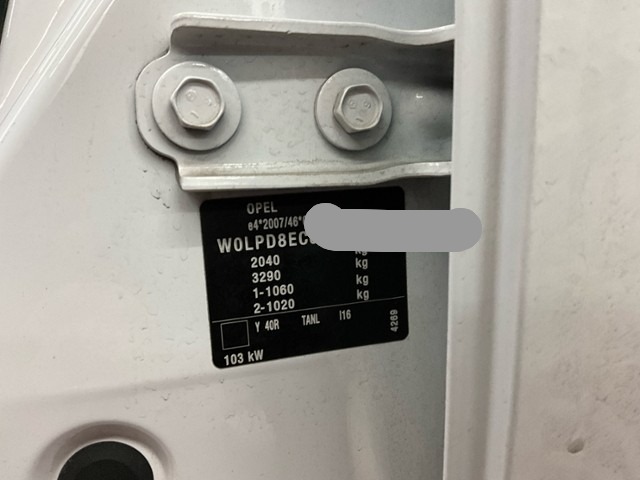 OPEL
e4*2007/46*
W0LPD8EC
2040 kg
3290 kg
1-1060 kg
2-1020 kg
Y 40R TANL I16
4269
103 kW